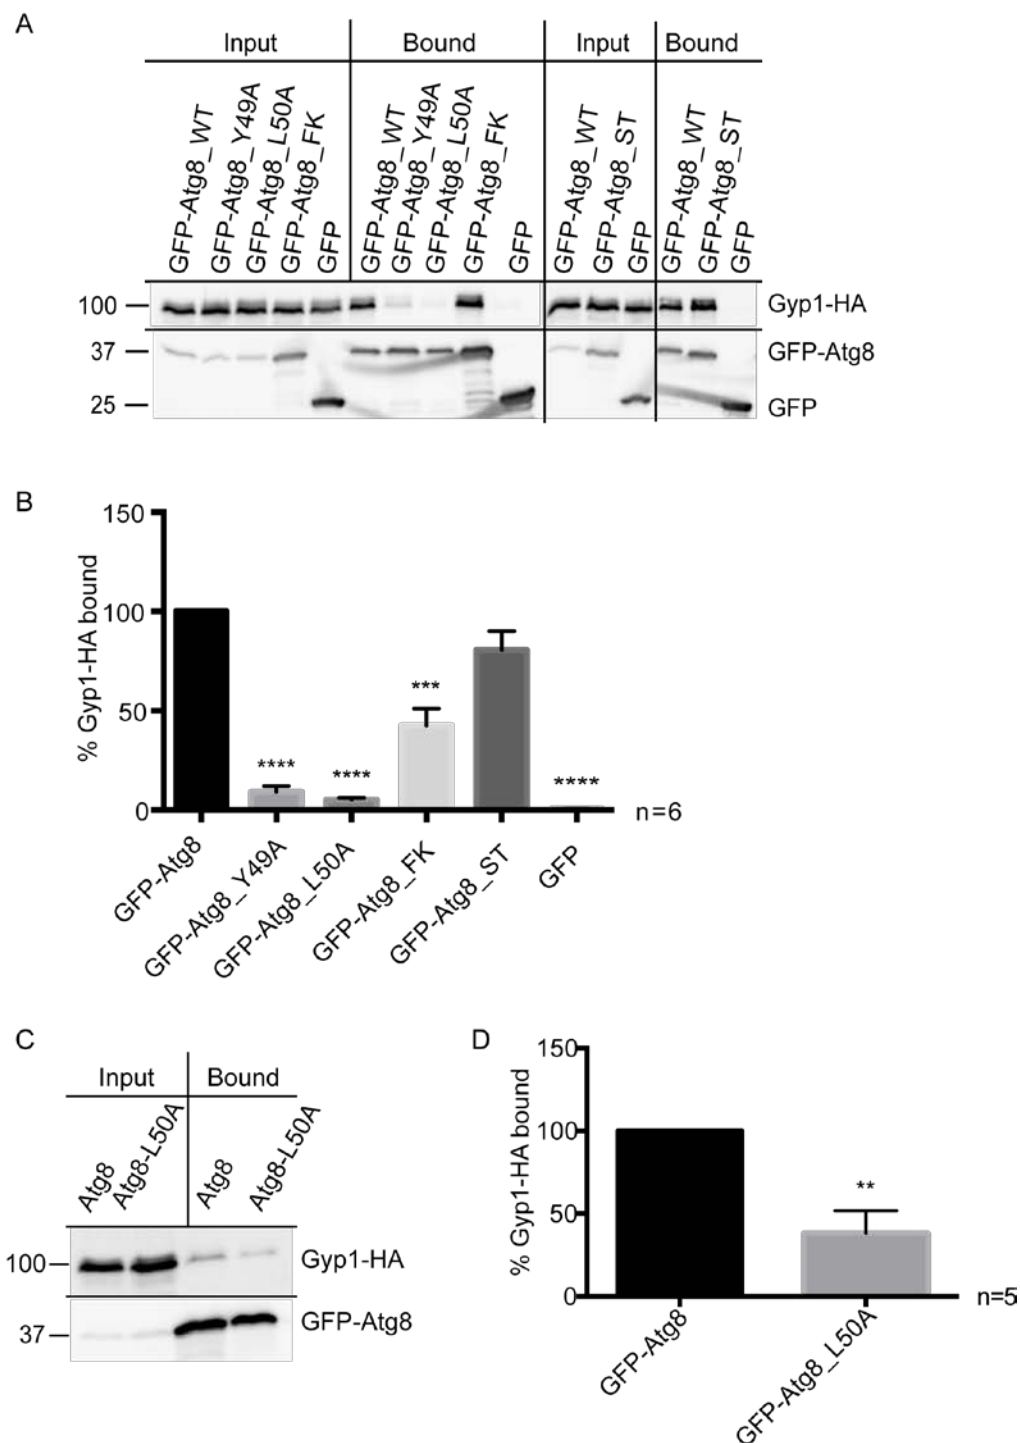 A
Input Bound Input Bound
GFP-Atg8_WT
GFP-Atg8_Y49A
GFP-Atg8_L50A
GFP-Atg8_FK
GFP
GFP-Atg8_WT
GFP-Atg8_Y49A
GFP-Atg8_L50A
GFP-Atg8_FK
GFP
GFP-Atg8_WT
GFP-Atg8_ST
GFP
GFP-Atg8_WT
GFP-Atg8_ST
GFP
100 Gyp1-HA
37 GFP-Atg8
25 GFP
B
% Gyp1-HA bound
150
100
50
0
****
****
***
****
n=6
GFP-Atg8
GFP-Atg8_Y49A
GFP-Atg8_L50A
GFP-Atg8_FK
GFP-Atg8_ST
GFP
C
Input Bound
Atg8
Atg8-L50A
Atg8
Atg8-L50A
100 Gyp1-HA
37 GFP-Atg8
D
% Gyp1-HA bound
150
100
50
0
**
n=5
GFP-Atg8
GFP-Atg8_L50A